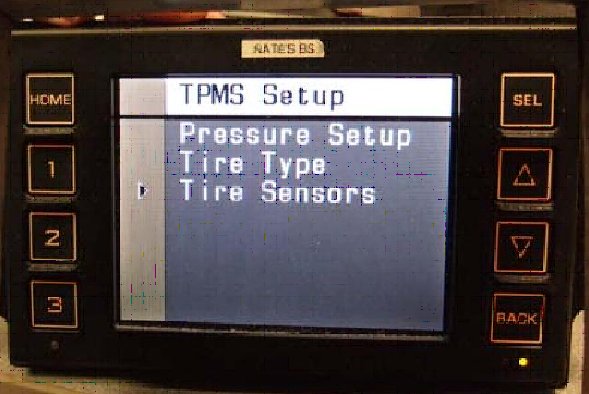 NATES BS
HOME
TPMS Setup
SEL
Pressure Setup
1
Tire Type
Tire Sensors
2
3
BACK